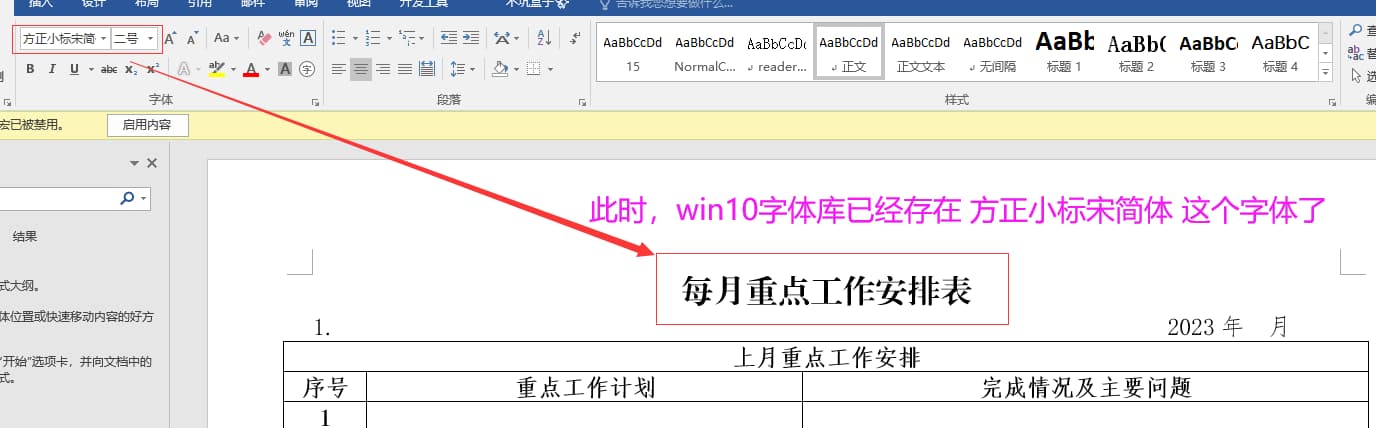 插入 设计 布局 引用 邮件 审阅 视图 开发工具 不坑盒子 告诉我您想要做什么...
方正小标宋简 二号 A A Aa wén A
B I U abc x₂ x² A ab A A 字
字体
段落
AaBbCcDd AaBbCcDd AaBbCcDc AaBbCcDd AaBbCcDd AaBbCcDd AaBb AaBb( AaBbC AaBbC
15 NormalC... ↲ reader... ↲ 正文 正文文本 ↲ 无间隔 标题 1 标题 2 标题 3 标题 4
样式
宏已被禁用。 启用内容
结果
式大纲。
体位置或快速移动内容的好方
“开始”选项卡，并向文档中的
式。
此时，win10字体库已经存在 方正小标宋简体 这个字体了
每月重点工作安排表
1. 2023 年 月
上月重点工作安排
序号 重点工作计划 完成情况及主要问题
1